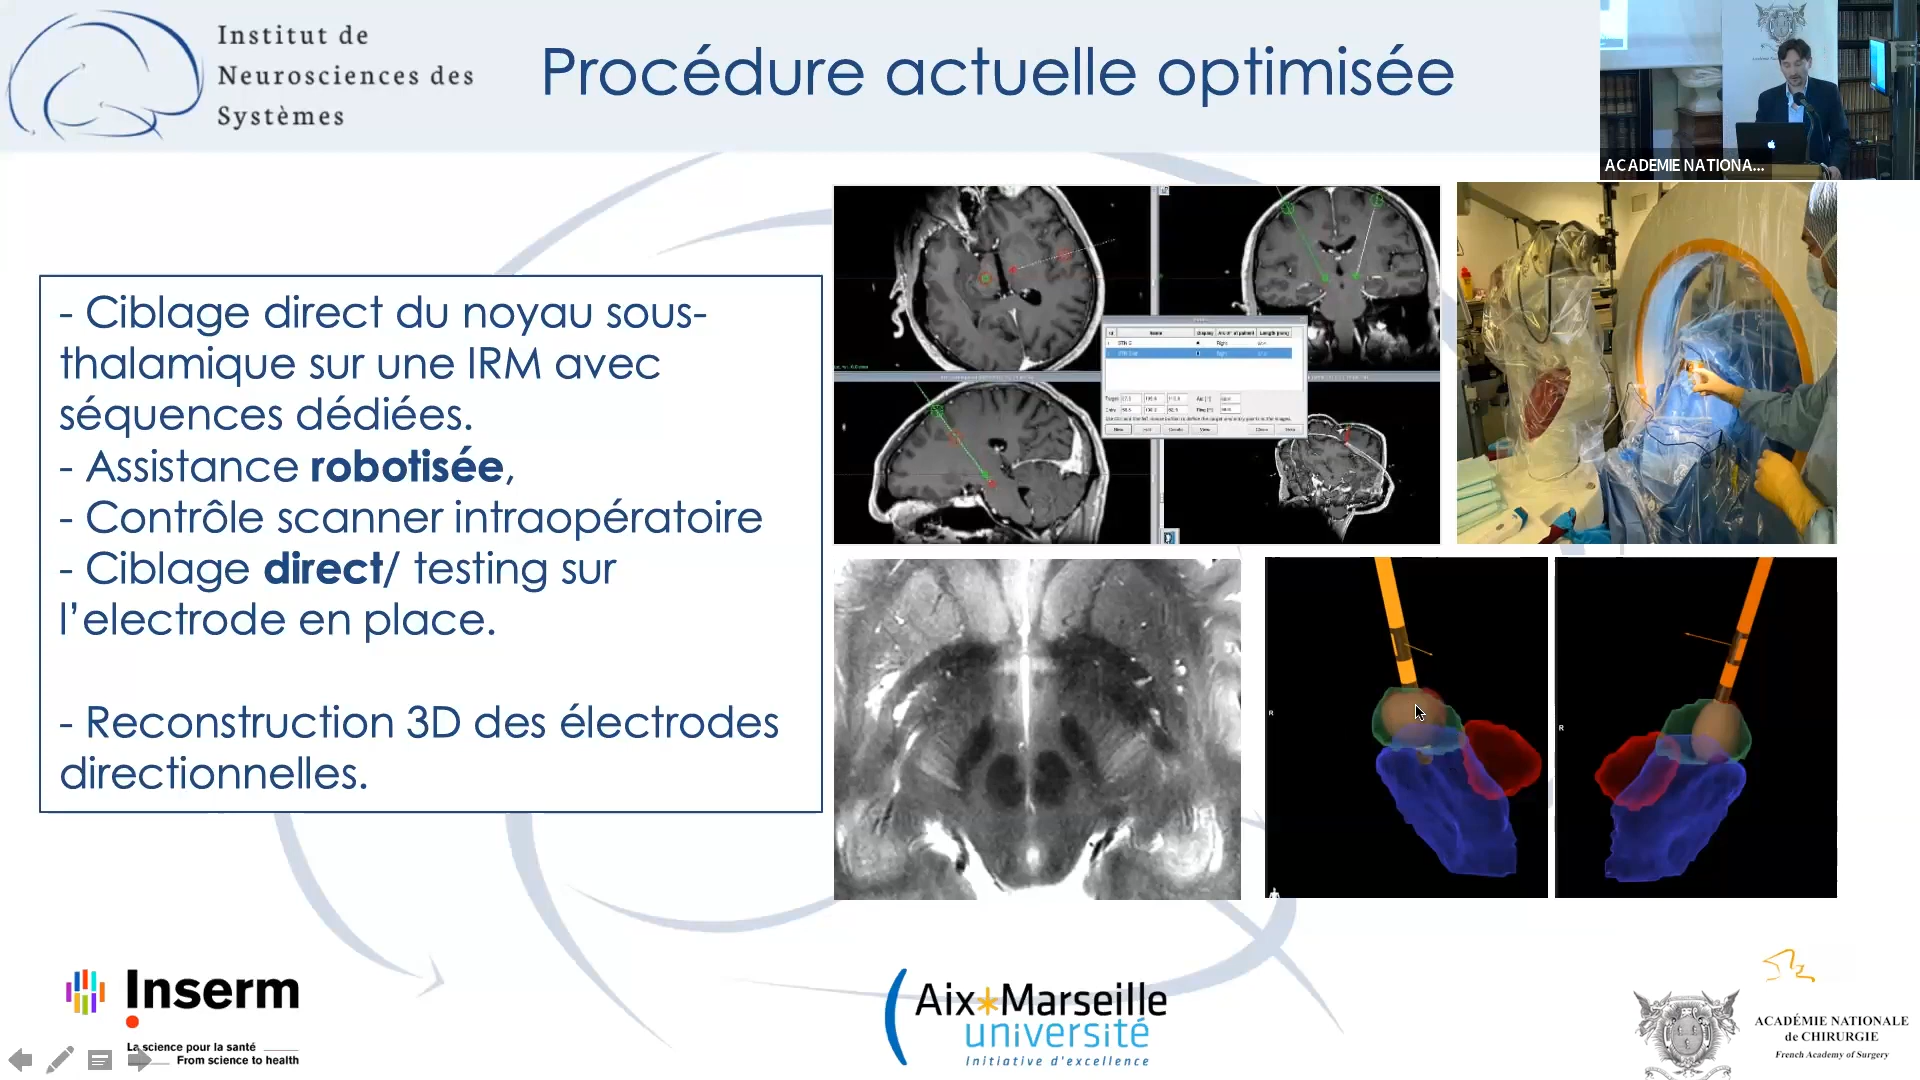 Institut de
Neurosciences des
Systèmes
Procédure actuelle optimisée
ACADEMIE NATIONA...
- Ciblage direct du noyau sous-
thalamique sur une IRM avec
séquences dédiées.
- Assistance robotisée,
- Contrôle scanner intraopératoire
- Ciblage direct/ testing sur
l’electrode en place.
- Reconstruction 3D des électrodes
directionnelles.
R
R
Inserm
La science pour la santé
From science to health
Aix*Marseille
université
Initiative d'excellence
ACADÉMIE NATIONALE
de CHIRURGIE
French Academy of Surgery